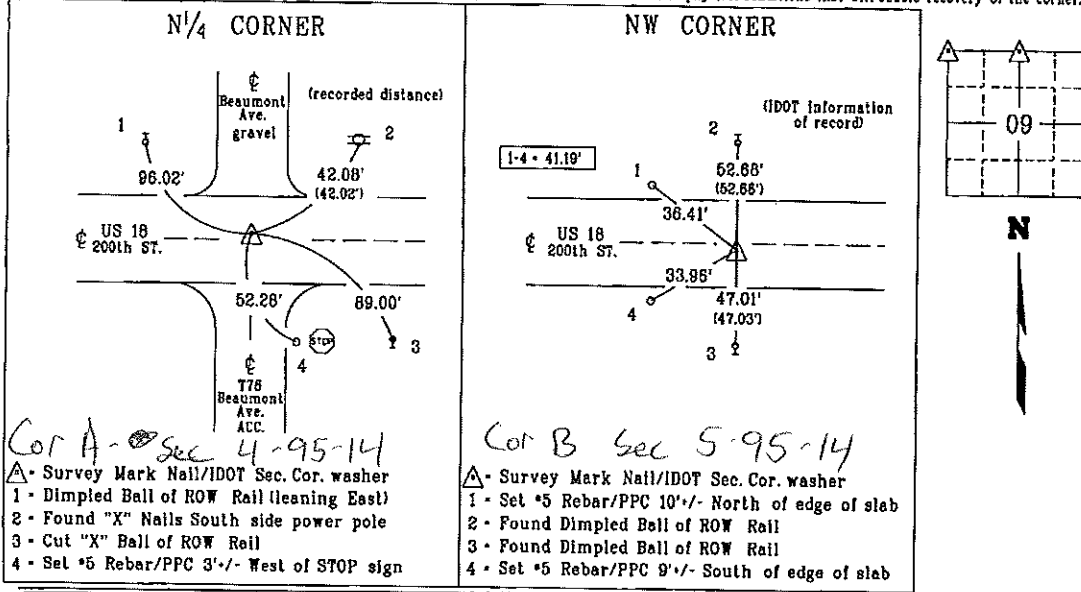 recovery of the corner.
N1/4 CORNER
℄
Beaumont
Ave.
gravel
(recorded distance)
1
2
96.02'
42.08'
(42.02')
℄ US 18
200th ST.
52.28'
89.00'
STOP
4
3
℄
T76
Beaumont
Ave.
ACC.
Cor A- Sec 4-95-14
△- Survey Mark Nail/IDOT Sec. Cor. washer
1 - Dimpled Ball of ROW Rail (leaning East)
2 - Found "X" Nails South side power pole
3 - Cut "X" Ball of ROW Rail
4 - Set #5 Rebar/PPC 3'+/- West of STOP sign
NW CORNER
(IDOT information
of record)
1-4 = 41.19'
2
1
52.68'
(52.66')
36.41'
℄ US 18
200th ST.
33.95'
47.01'
(47.03')
4
3
Cor B Sec 5-95-14
△- Survey Mark Nail/IDOT Sec. Cor. washer
1 - Set #5 Rebar/PPC 10'+/- North of edge of slab
2 - Found Dimpled Ball of ROW Rail
3 - Found Dimpled Ball of ROW Rail
4 - Set #5 Rebar/PPC 9'+/- South of edge of slab
09
N